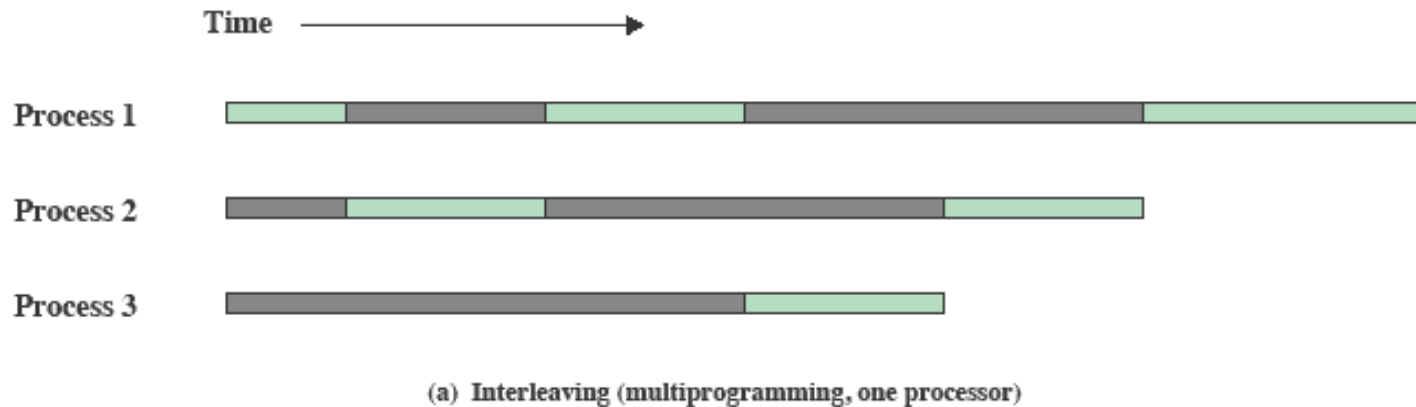 Time
Process 1
Process 2
Process 3
(a) Interleaving (multiprogramming, one processor)